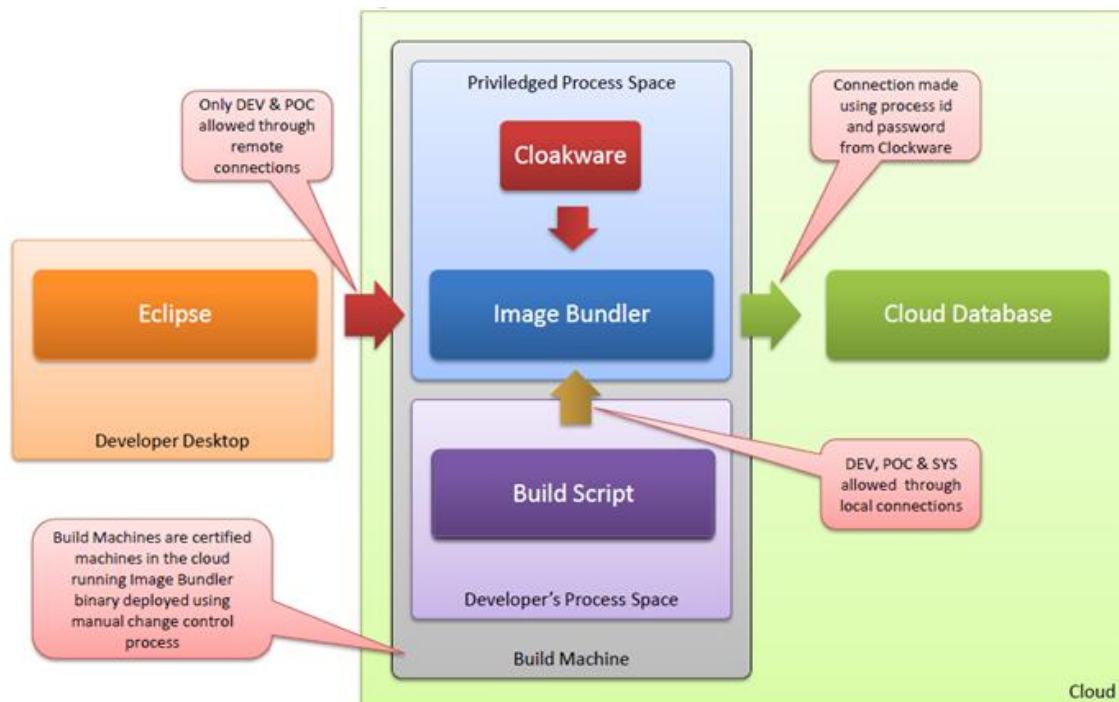 Priviledged Process Space
Only DEV & POC
allowed through
remote
connections
Connection made
using process id
and password
from Clockware
Cloakware
Eclipse
Image Bundler
Cloud Database
Developer Desktop
DEV, POC & SYS
allowed through
local connections
Build Script
Build Machines are certified
machines in the cloud
running Image Bundler
binary deployed using
manual change control
process
Developer's Process Space
Build Machine
Cloud